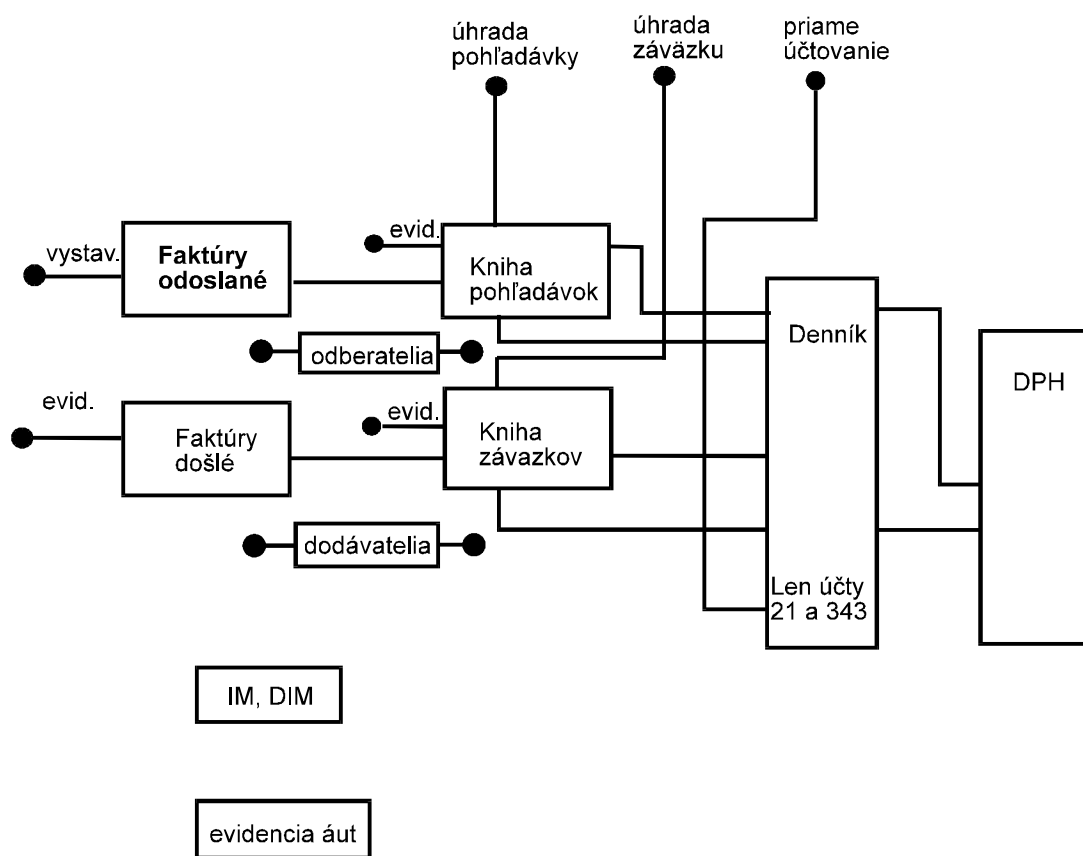 úhrada
pohľadávky
úhrada
záväzku
priame
účtovanie
vystav.
Faktúry
odoslané
evid.
Kniha
pohľadávok
Denník
DPH
odberatelia
evid.
Faktúry
došlé
evid.
Kniha
závazkov
dodávatelia
Len účty
21 a 343
IM, DIM
evidencia áut